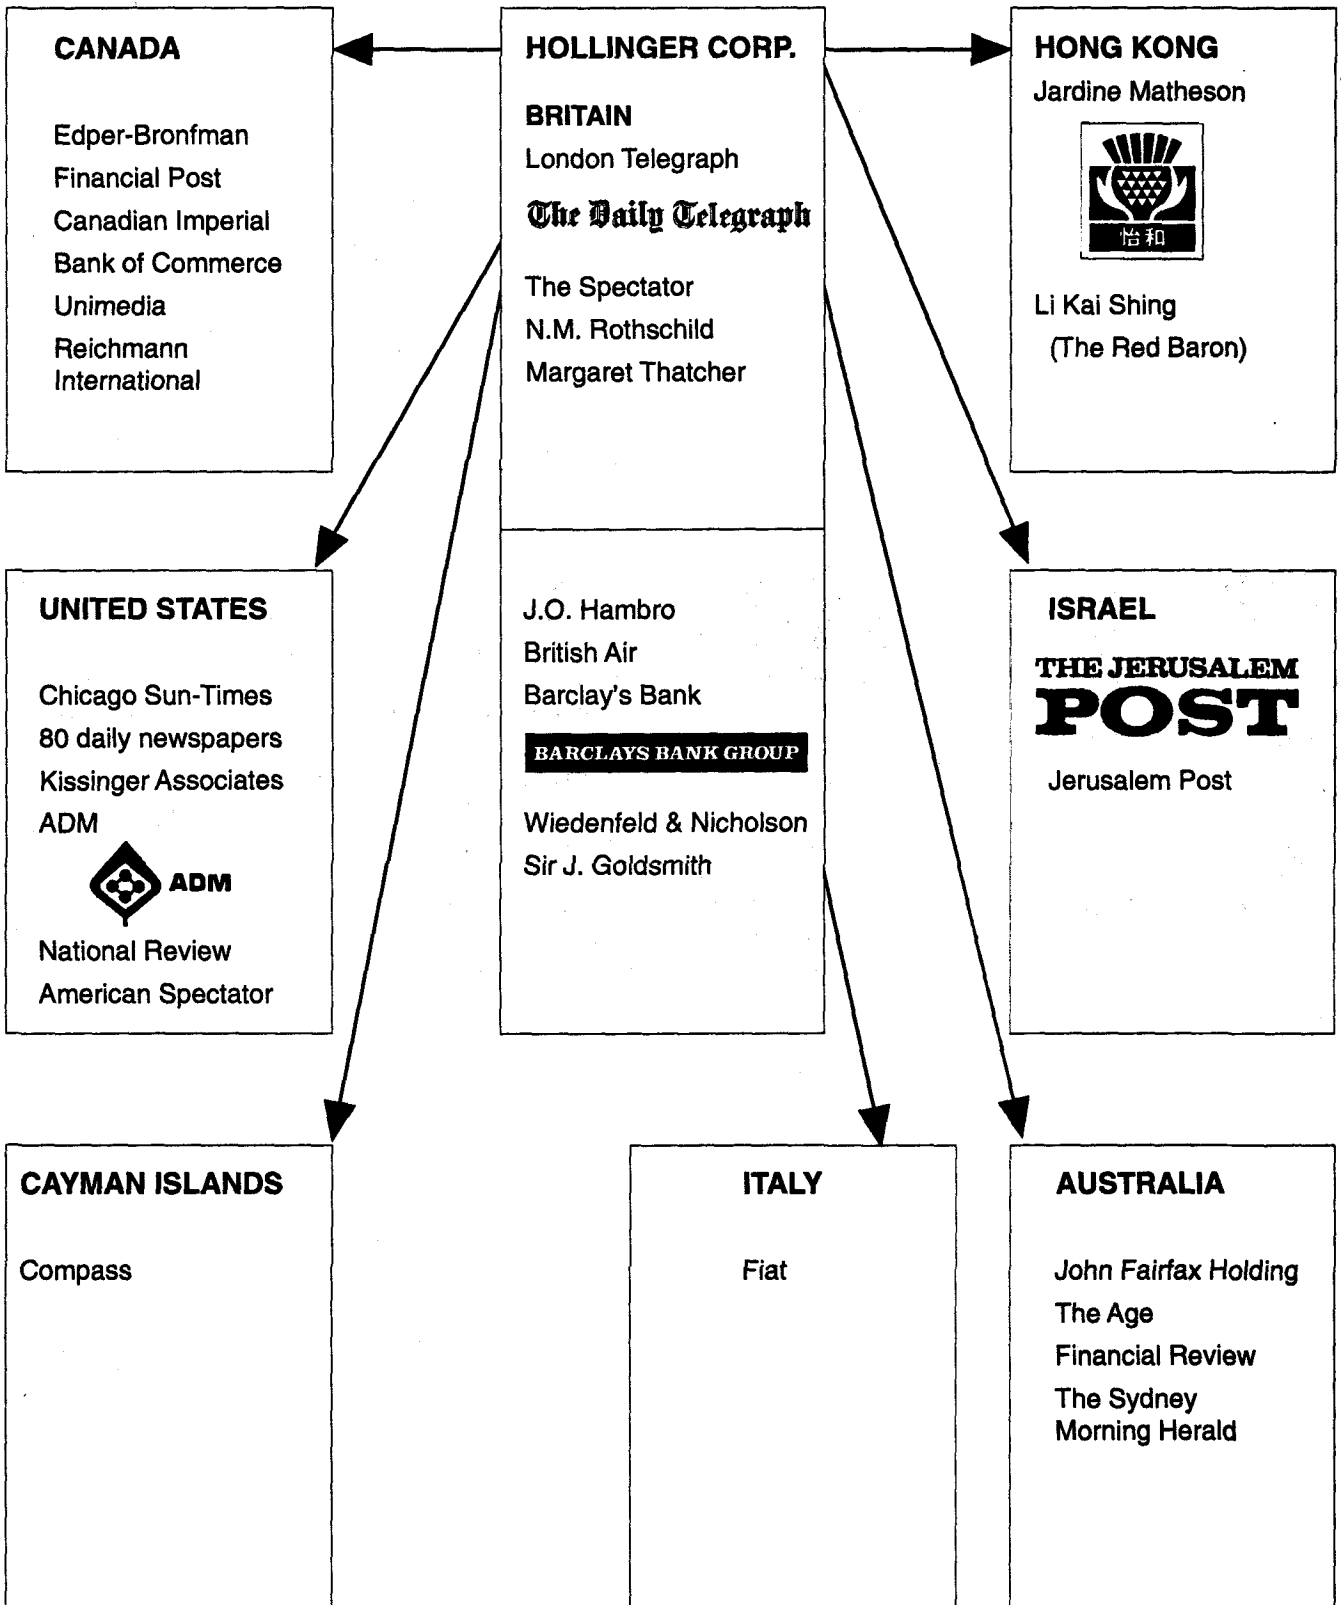 CANADA
Edper-Bronfman
Financial Post
Canadian Imperial
Bank of Commerce
Unimedia
Reichmann
International
HOLLINGER CORP.
BRITAIN
London Telegraph
The Daily Telegraph
The Spectator
N.M. Rothschild
Margaret Thatcher
J.O. Hambro
British Air
Barclay's Bank
BARCLAYS BANK GROUP
Wiedenfeld & Nicholson
Sir J. Goldsmith
HONG KONG
Jardine Matheson
怡和
Li Kai Shing
(The Red Baron)
UNITED STATES
Chicago Sun-Times
80 daily newspapers
Kissinger Associates
ADM
ADM
National Review
American Spectator
ISRAEL
THE JERUSALEM
POST
Jerusalem Post
CAYMAN ISLANDS
Compass
ITALY
Fiat
AUSTRALIA
John Fairfax Holding
The Age
Financial Review
The Sydney
Morning Herald